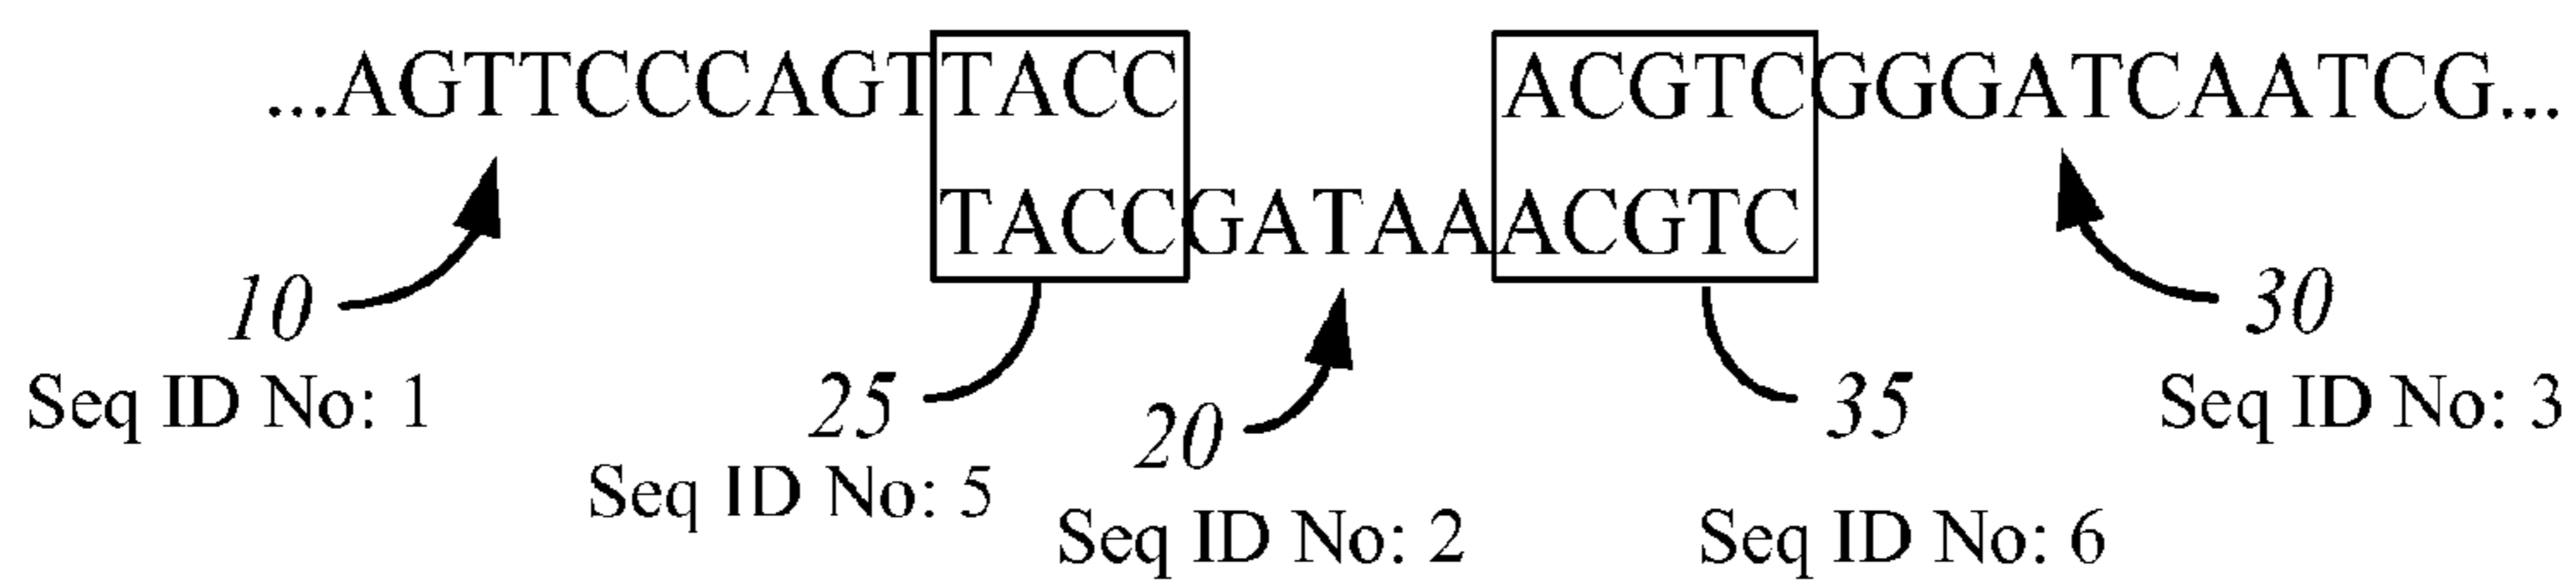 ...AGTTCCCAGTTACC ACGTCGGGATCAATCG...
TACCGATAAACGTC
10
Seq ID No: 1
25
Seq ID No: 5
20
Seq ID No: 2
35
Seq ID No: 6
30
Seq ID No: 3